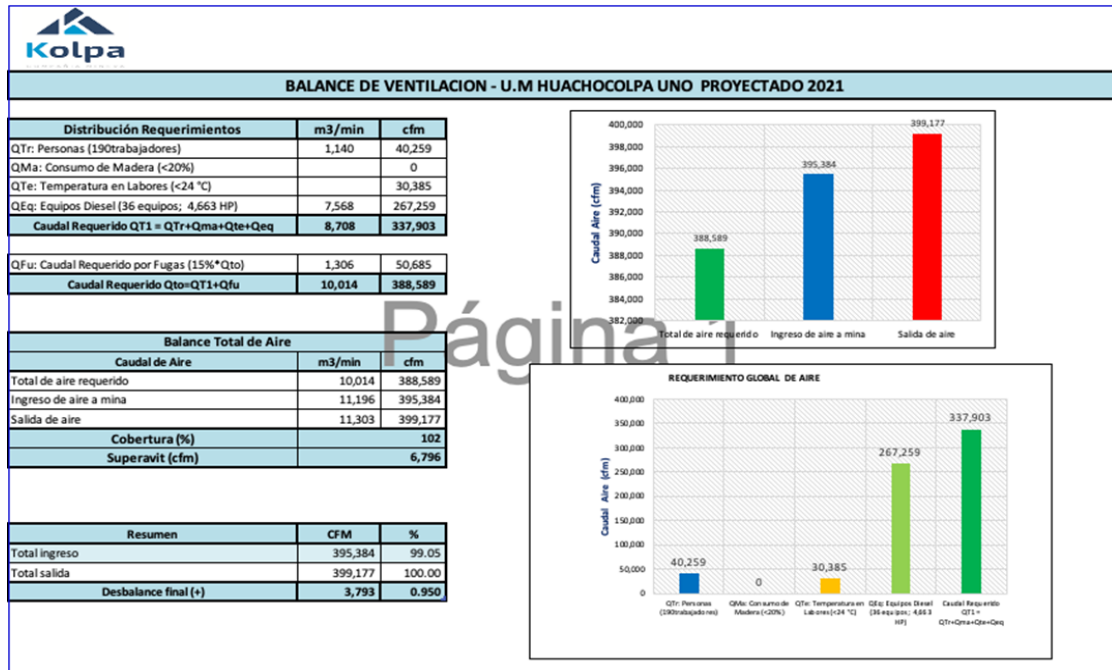 Kolpa
BALANCE DE VENTILACION - U.M HUACHOCOLPA UNO PROYECTADO 2021
Distribución Requerimientos m3/min cfm
QTr: Personas (190trabajadores) 1,140 40,259
QMa: Consumo de Madera (<20%) 0
QTe: Temperatura en Labores (<24 °C) 30,385
QEq: Equipos Diesel (36 equipos; 4,663 HP) 7,568 267,259
Caudal Requerido QT1 = QTr+Qma+Qte+Qeq 8,708 337,903
QFu: Caudal Requerido por Fugas (15%*Qto) 1,306 50,685
Caudal Requerido Qto=QT1+Qfu 10,014 388,589
Balance Total de Aire
Caudal de Aire m3/min cfm
Total de aire requerido 10,014 388,589
Ingreso de aire a mina 11,196 395,384
Salida de aire 11,303 399,177
Cobertura (%) 102
Superavit (cfm) 6,796
Resumen CFM %
Total ingreso 395,384 99.05
Total salida 399,177 100.00
Desbalance final (+) 3,793 0.950
Página 1
Caudal Aire (cfm)
400,000
398,000
396,000
394,000
392,000
390,000
388,000
386,000
384,000
382,000
388,589
395,384
399,177
Total de aire requerido
Ingreso de aire a mina
Salida de aire
REQUERIMIENTO GLOBAL DE AIRE
Caudal Aire (cfm)
400,000
350,000
300,000
250,000
200,000
150,000
100,000
50,000
0
40,259
0
30,385
267,259
337,903
QTr: Personas
(190trabajadores)
QMa: Consumo de
Madera (<20%)
QTe: Temperatura en
Labores (<24 °C)
QEq: Equipos Diesel
(36 equipos; 4,663
HP)
Caudal Requerido
QT1 =
QTr+Qma+Qte+Qeq